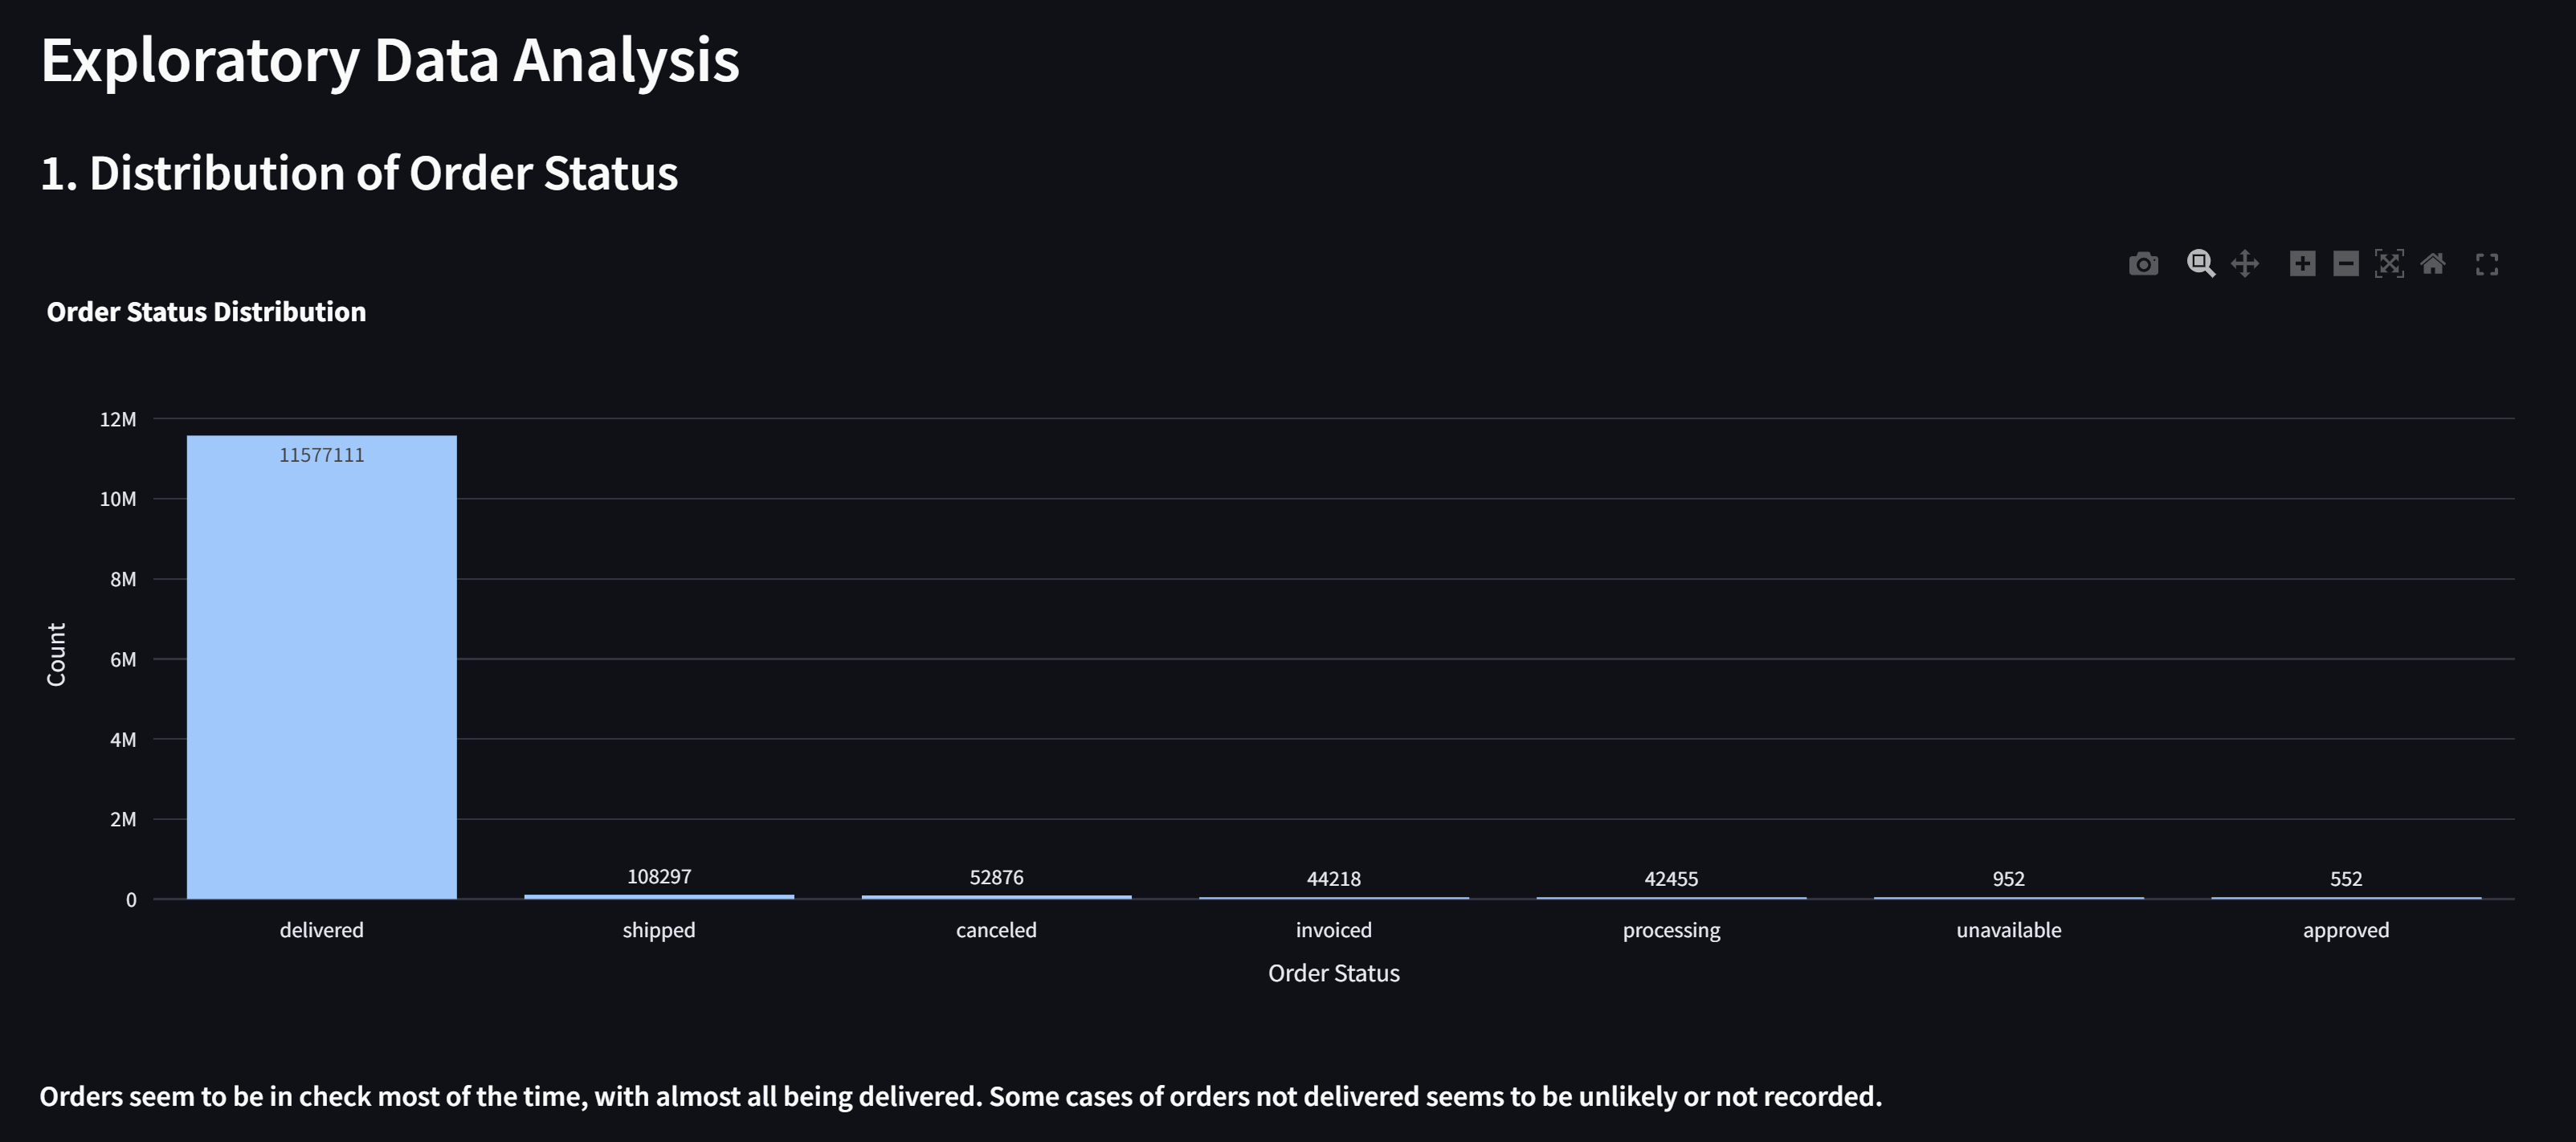 Exploratory Data Analysis
1. Distribution of Order Status
Order Status Distribution
12M
11577111
10M
8M
6M
Count
4M
2M
108297 52876 44218 42455 952 552
0
delivered shipped canceled invoiced processing unavailable approved
Order Status
Orders seem to be in check most of the time, with almost all being delivered. Some cases of orders not delivered seems to be unlikely or not recorded.